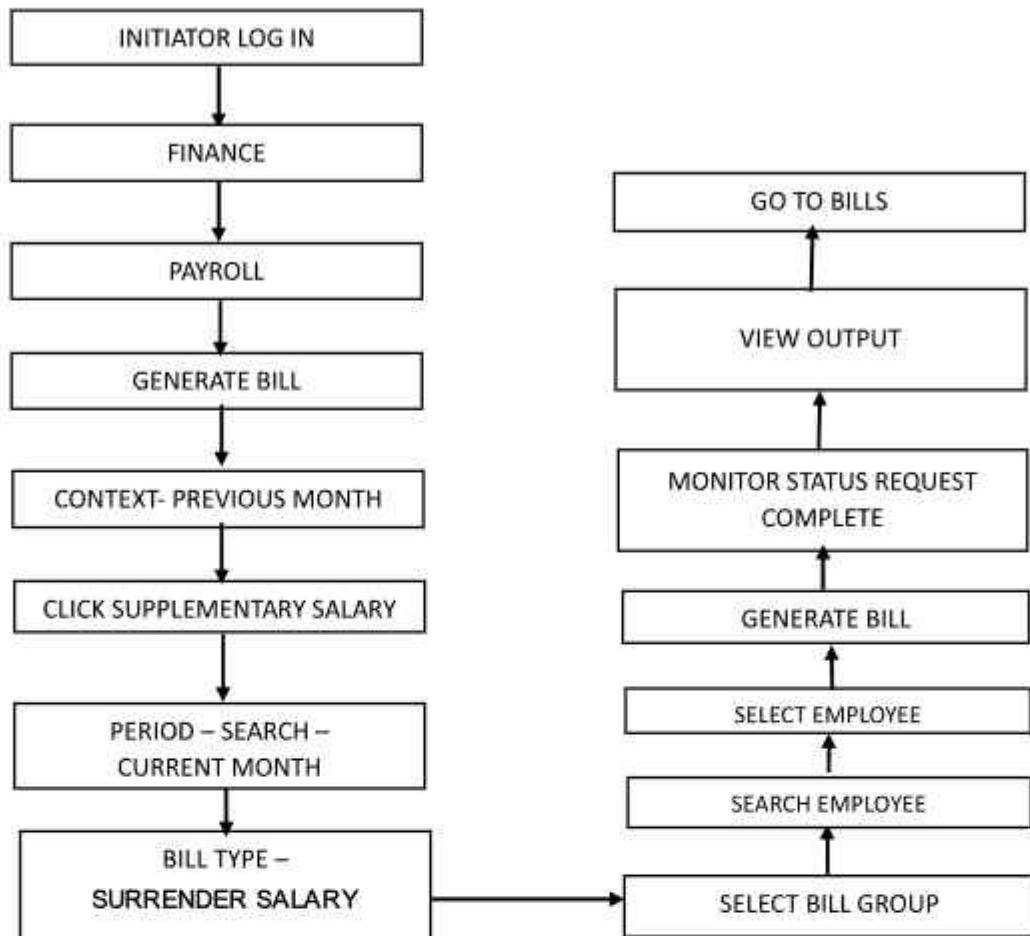 INITIATOR LOG IN
FINANCE
PAYROLL
GENERATE BILL
CONTEXT- PREVIOUS MONTH
CLICK SUPPLEMENTARY SALARY
PERIOD – SEARCH –
CURRENT MONTH
BILL TYPE –
SURRENDER SALARY
SELECT BILL GROUP
SEARCH EMPLOYEE
SELECT EMPLOYEE
GENERATE BILL
MONITOR STATUS REQUEST
COMPLETE
VIEW OUTPUT
GO TO BILLS